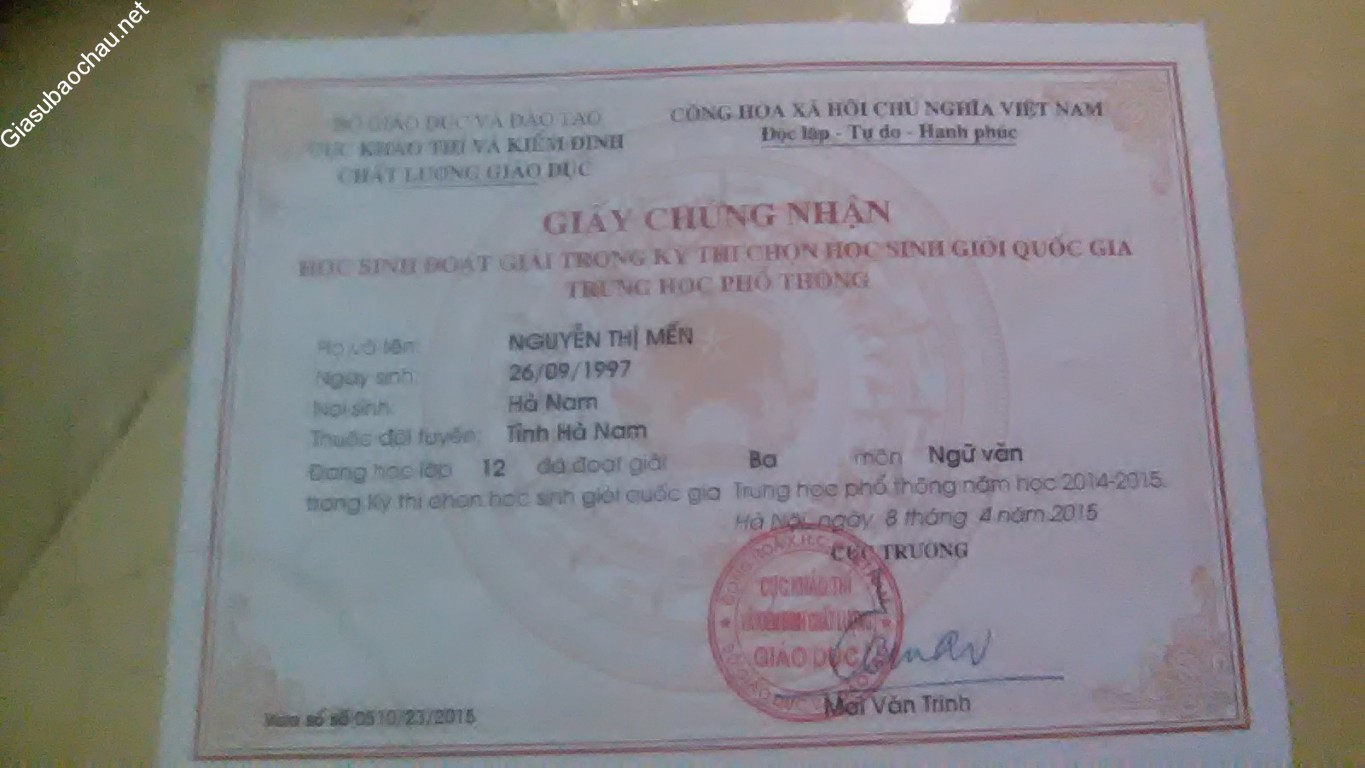 Giasubaochau.net
BỘ GIÁO DỤC VÀ ĐÀO TẠO
CỤC KHẢO THÍ VÀ KIỂM ĐỊNH
CHẤT LƯỢNG GIÁO DỤC
CỘNG HÒA XÃ HỘI CHỦ NGHĨA VIỆT NAM
Độc lập - Tự do - Hạnh phúc
GIẤY CHỨNG NHẬN
HỌC SINH ĐOẠT GIẢI TRONG KỲ THI CHỌN HỌC SINH GIỎI QUỐC GIA
TRUNG HỌC PHỔ THÔNG
Họ và tên: NGUYỄN THỊ MẾN
Ngày sinh: 26/09/1997
Nơi sinh: Hà Nam
Thuộc đội tuyển: Tỉnh Hà Nam
Đang học lớp 12 đã đoạt giải Ba môn Ngữ văn
trong Kỳ thi chọn học sinh giỏi quốc gia Trung học phổ thông năm học 2014-2015.
Hà Nội, ngày 8 tháng 4 năm 2015
CỤC TRƯỞNG
CỤC KHẢO THÍ
VÀ KIỂM ĐỊNH CHẤT LƯỢNG
GIÁO DỤC
Mai Văn Trinh
số 0510/23/2015